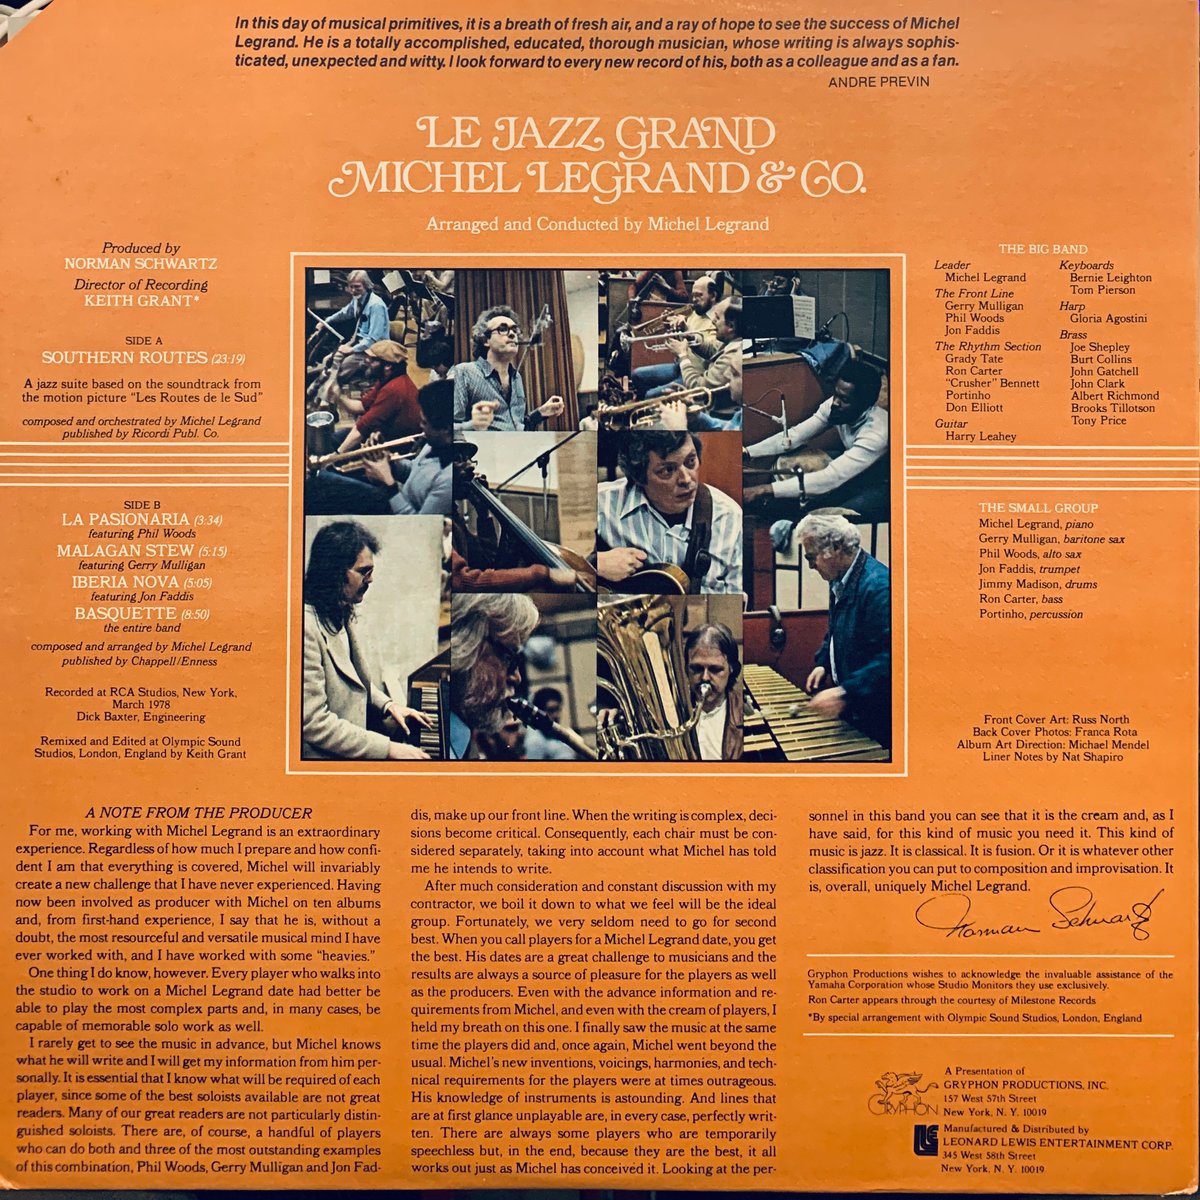 In this day of musical primitives, it is a breath of fresh air, and a ray of hope to see the success of Michel
Legrand. He is a totally accomplished, educated, thorough musician, whose writing is always sophis-
ticated, unexpected and witty. I look forward to every new record of his, both as a colleague and as a fan.
ANDRE PREVIN
LE JAZZ GRAND
MICHEL LEGRAND & CO.
Arranged and Conducted by Michel Legrand
Produced by
NORMAN SCHWARTZ
Director of Recording
KEITH GRANT*
SIDE A
SOUTHERN ROUTES (23:19)
A jazz suite based on the soundtrack from
the motion picture "Les Routes de le Sud"
composed and orchestrated by Michel Legrand
published by Ricordi Publ. Co.
SIDE B
LA PASIONARIA (3:34)
featuring Phil Woods
MALAGAN STEW (5:15)
featuring Gerry Mulligan
IBERIA NOVA (5:05)
featuring Jon Faddis
BASQUETTE (8:50)
the entire band
composed and arranged by Michel Legrand
published by Chappell/Enness
Recorded at RCA Studios, New York,
March 1978
Dick Baxter, Engineering
Remixed and Edited at Olympic Sound
Studios, London, England by Keith Grant
THE BIG BAND
Leader
Michel Legrand
The Front Line
Gerry Mulligan
Phil Woods
Jon Faddis
The Rhythm Section
Grady Tate
Ron Carter
"Crusher" Bennett
Portinho
Don Elliott
Guitar
Harry Leahey
Keyboards
Bernie Leighton
Tom Pierson
Harp
Gloria Agostini
Brass
Joe Shepley
Burt Collins
John Gatchell
John Clark
Albert Richmond
Brooks Tillotson
Tony Price
THE SMALL GROUP
Michel Legrand, piano
Gerry Mulligan, baritone sax
Phil Woods, alto sax
Jon Faddis, trumpet
Jimmy Madison, drums
Ron Carter, bass
Portinho, percussion
Front Cover Art: Russ North
Back Cover Photos: Franca Rota
Album Art Direction: Michael Mendel
Liner Notes by Nat Shapiro
A NOTE FROM THE PRODUCER
For me, working with Michel Legrand is an extraordinary
experience. Regardless of how much I prepare and how confi-
dent I am that everything is covered, Michel will invariably
create a new challenge that I have never experienced. Having
now been involved as producer with Michel on ten albums
and, from first-hand experience, I say that he is, without a
doubt, the most resourceful and versatile musical mind I have
ever worked with, and I have worked with some "heavies."
One thing I do know, however. Every player who walks into
the studio to work on a Michel Legrand date had better be
able to play the most complex parts and, in many cases, be
capable of memorable solo work as well.
I rarely get to see the music in advance, but Michel knows
what he will write and I will get my information from him per-
sonally. It is essential that I know what will be required of each
player, since some of the best soloists available are not great
readers. Many of our great readers are not particularly distin-
guished soloists. There are, of course, a handful of players
who can do both and three of the most outstanding examples
of this combination, Phil Woods, Gerry Mulligan and Jon Fad-
dis, make up our front line. When the writing is complex, deci-
sions become critical. Consequently, each chair must be con-
sidered separately, taking into account what Michel has told
me he intends to write.
After much consideration and constant discussion with my
contractor, we boil it down to what we feel will be the ideal
group. Fortunately, we very seldom need to go for second
best. When you call players for a Michel Legrand date, you get
the best. His dates are a great challenge to musicians and the
results are always a source of pleasure for the players as well
as the producers. Even with the advance information and re-
quirements from Michel, and even with the cream of players, I
held my breath on this one. I finally saw the music at the same
time the players did and, once again, Michel went beyond the
usual. Michel's new inventions, voicings, harmonies, and tech-
nical requirements for the players were at times outrageous.
His knowledge of instruments is astounding. And lines that
are at first glance unplayable are, in every case, perfectly writ-
ten. There are always some players who are temporarily
speechless but, in the end, because they are the best, it all
works out just as Michel has conceived it. Looking at the per-
sonnel in this band you can see that it is the cream and, as I
have said, for this kind of music you need it. This kind of
music is jazz. It is classical. It is fusion. Or it is whatever other
classification you can put to composition and improvisation. It
is, overall, uniquely Michel Legrand.
Norman Schwartz
Gryphon Productions wishes to acknowledge the invaluable assistance of the
Yamaha Corporation whose Studio Monitors they use exclusively.
Ron Carter appears through the courtesy of Milestone Records
*By special arrangement with Olympic Sound Studios, London, England
GRYPHON
A Presentation of
GRYPHON PRODUCTIONS, INC.
157 West 57th Street
New York, N. Y. 10019
LLE
Manufactured & Distributed by
LEONARD LEWIS ENTERTAINMENT CORP.
345 West 58th Street
New York, N. Y. 10019